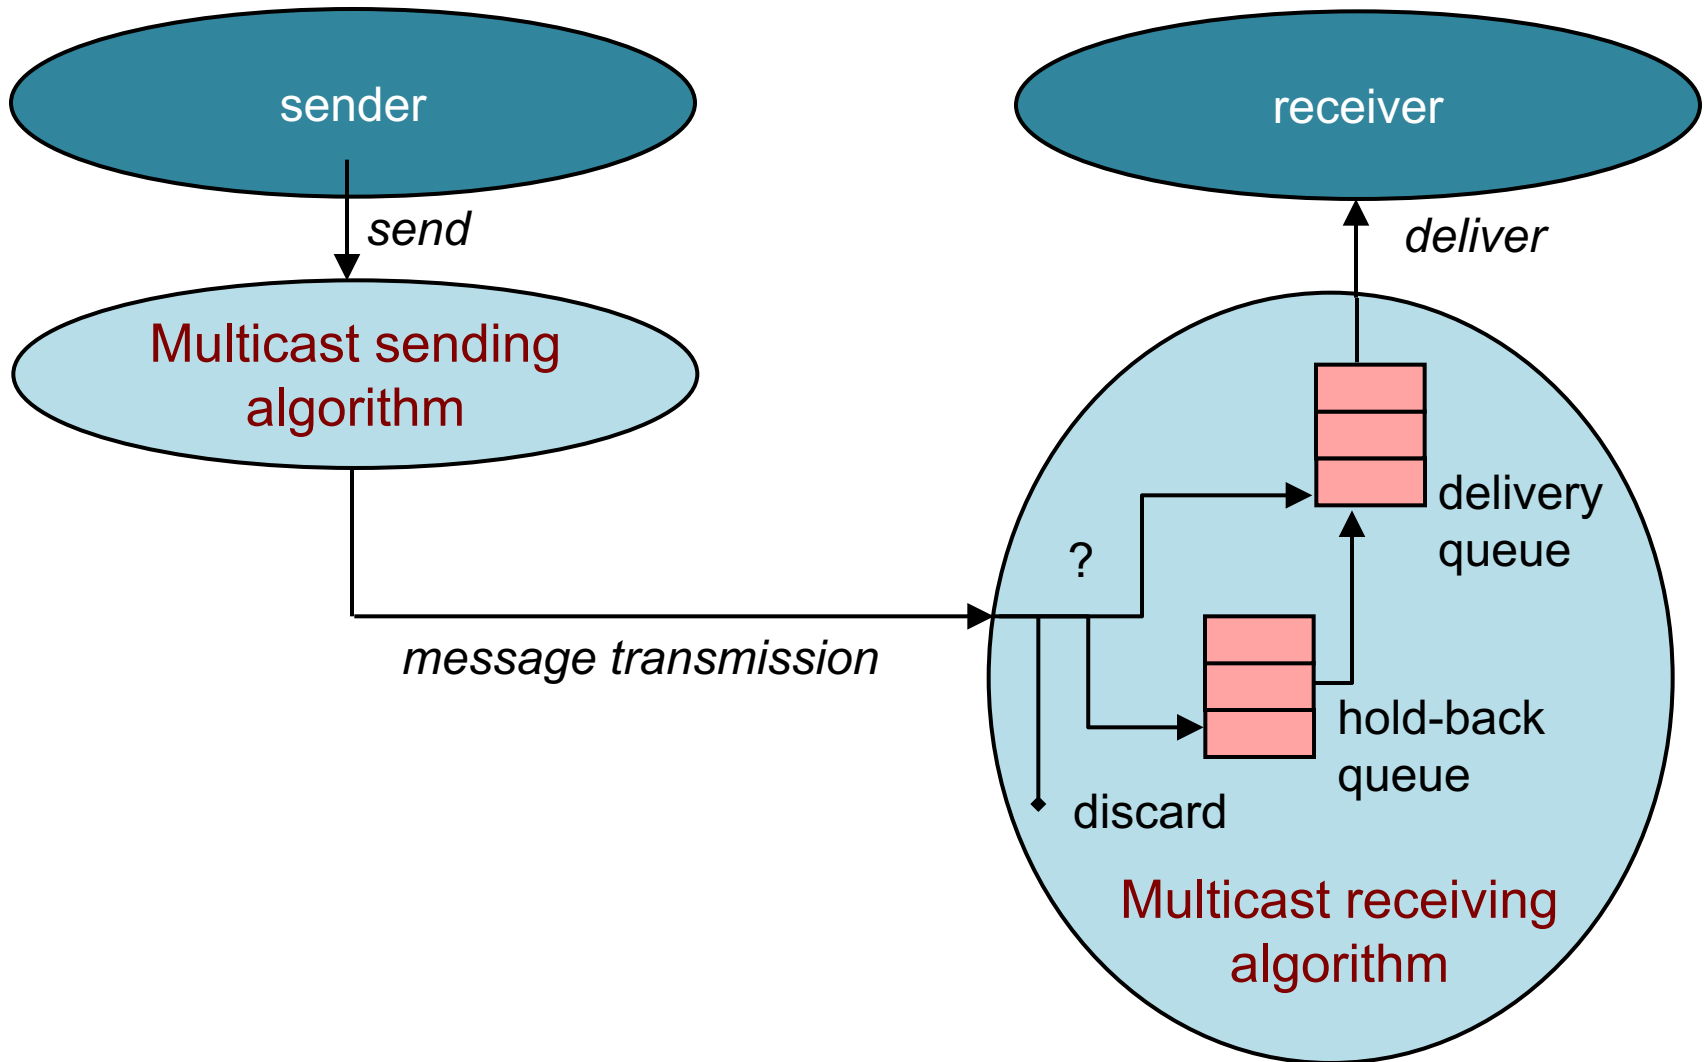 sender
receiver
send
deliver
Multicast sending
algorithm
delivery
queue
?
message transmission
hold-back
queue
discard
Multicast receiving
algorithm